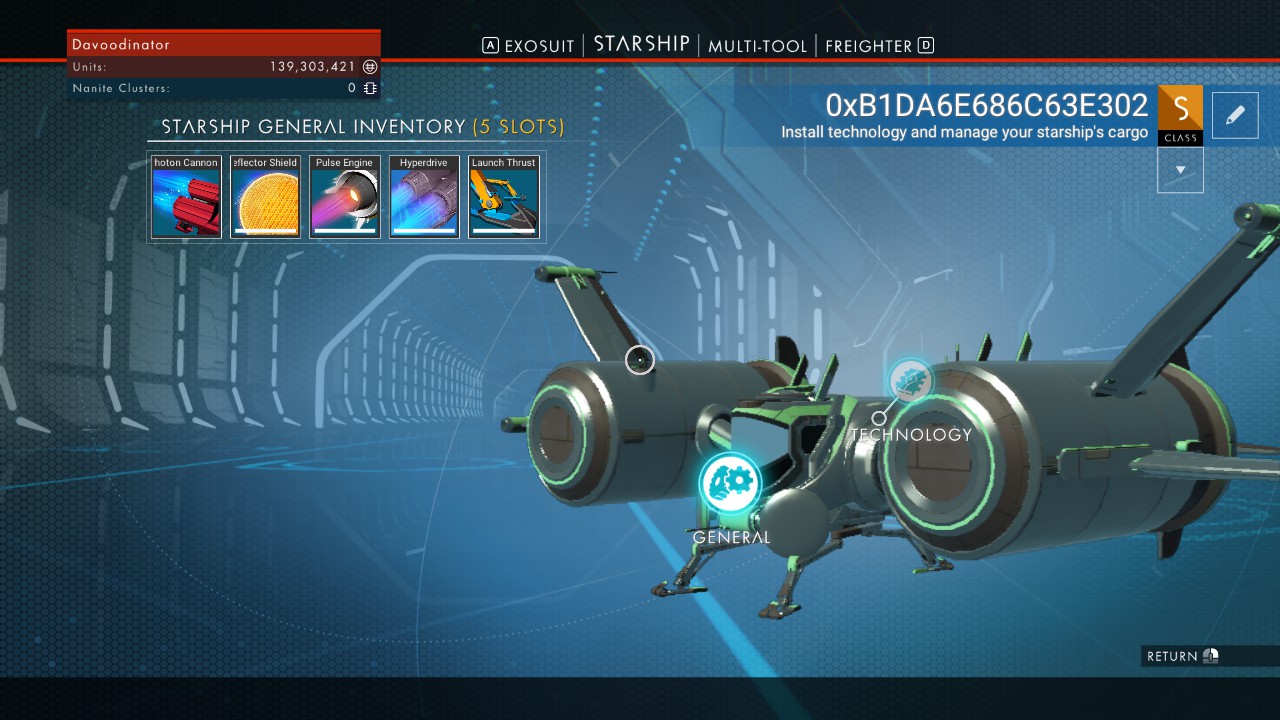 Davoodinator
Units: 139,303,421
Nanite Clusters: 0
A EXOSUIT STARSHIP MULTI-TOOL FREIGHTER D
0xB1DA6E686C63E302
Install technology and manage your starship's cargo
S
CLASS
STARSHIP GENERAL INVENTORY (5 SLOTS)
hoton Cannon eflector Shield Pulse Engine Hyperdrive Launch Thrust
TECHNOLOGY
GENERAL
RETURN